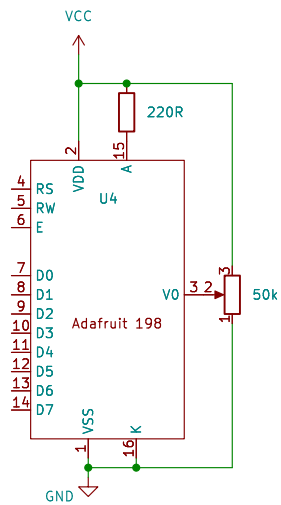 VCC
220R
2
15
VDD
A
U4
4 RS
5 RW
6 E
7 D0
8 D1
9 D2
10 D3
11 D4
12 D5
13 D6
14 D7
V0 3 2
3
1
50k
Adafruit 198
VSS
K
1
16
GND